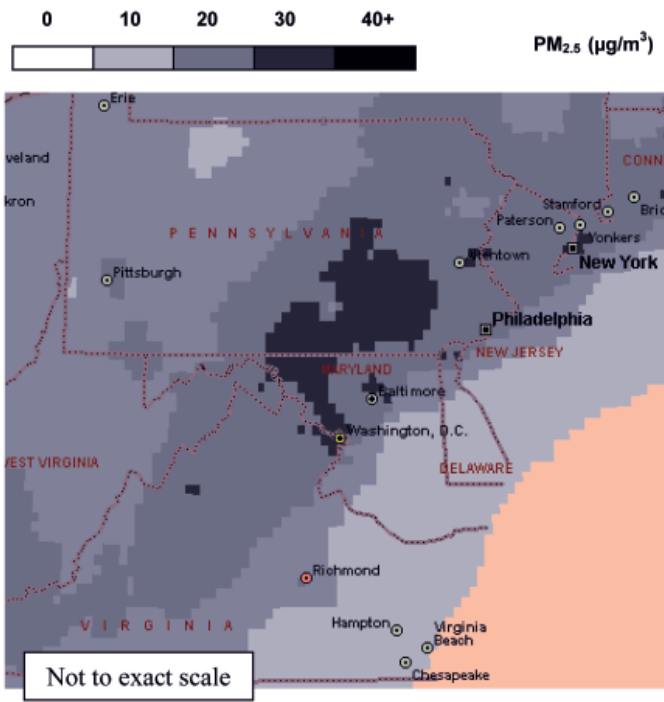 0 10 20 30 40+
PM2.5 (µg/m³)
Erie
veland
CONN
kron
Stamford
Bric
Paterson
Yonkers
PENNSYLVANIA
New York
Pittsburgh
Philadelphia
NEW JERSEY
MARYLAND
Baltimore
Washington, D.C.
WEST VIRGINIA
DELAWARE
Richmond
VIRGINIA
Hampton
Virginia
Beach
Chesapeake
Not to exact scale